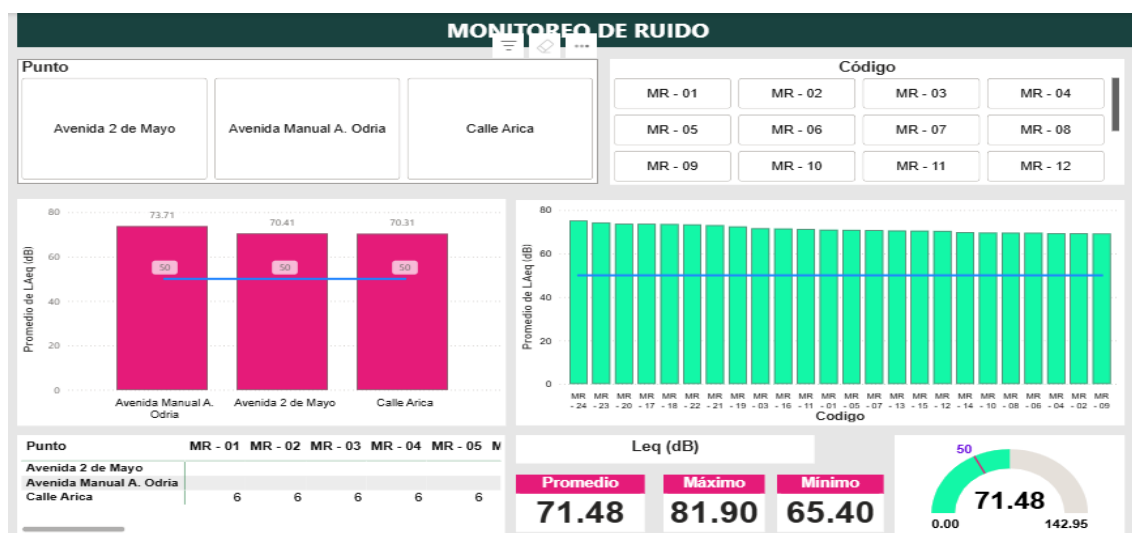 MONITOREO DE RUIDO
Punto
Avenida 2 de Mayo
Avenida Manual A. Odria
Calle Arica
Código
MR - 01 MR - 02 MR - 03 MR - 04
MR - 05 MR - 06 MR - 07 MR - 08
MR - 09 MR - 10 MR - 11 MR - 12
Promedio de LAeq (dB)
80
60
40
20
0
73.71
70.41
70.31
50 50 50
Avenida Manual A. Odria
Avenida 2 de Mayo
Calle Arica
Promedio de LAeq (dB)
80
60
40
20
0
MR MR MR MR MR MR MR MR MR MR MR MR MR MR MR MR MR MR MR MR MR MR MR MR
- 24 - 23 - 20 - 17 - 18 - 22 - 21 - 19 - 03 - 16 - 11 - 01 - 05 - 07 - 13 - 15 - 12 - 14 - 10 - 08 - 06 - 04 - 02 - 09
Codigo
Punto MR - 01 MR - 02 MR - 03 MR - 04 MR - 05 M
Avenida 2 de Mayo
Avenida Manual A. Odria
Calle Arica 6 6 6 6 6
Leq (dB)
Promedio Máximo Mínimo
71.48 81.90 65.40
50
71.48
0.00 142.95